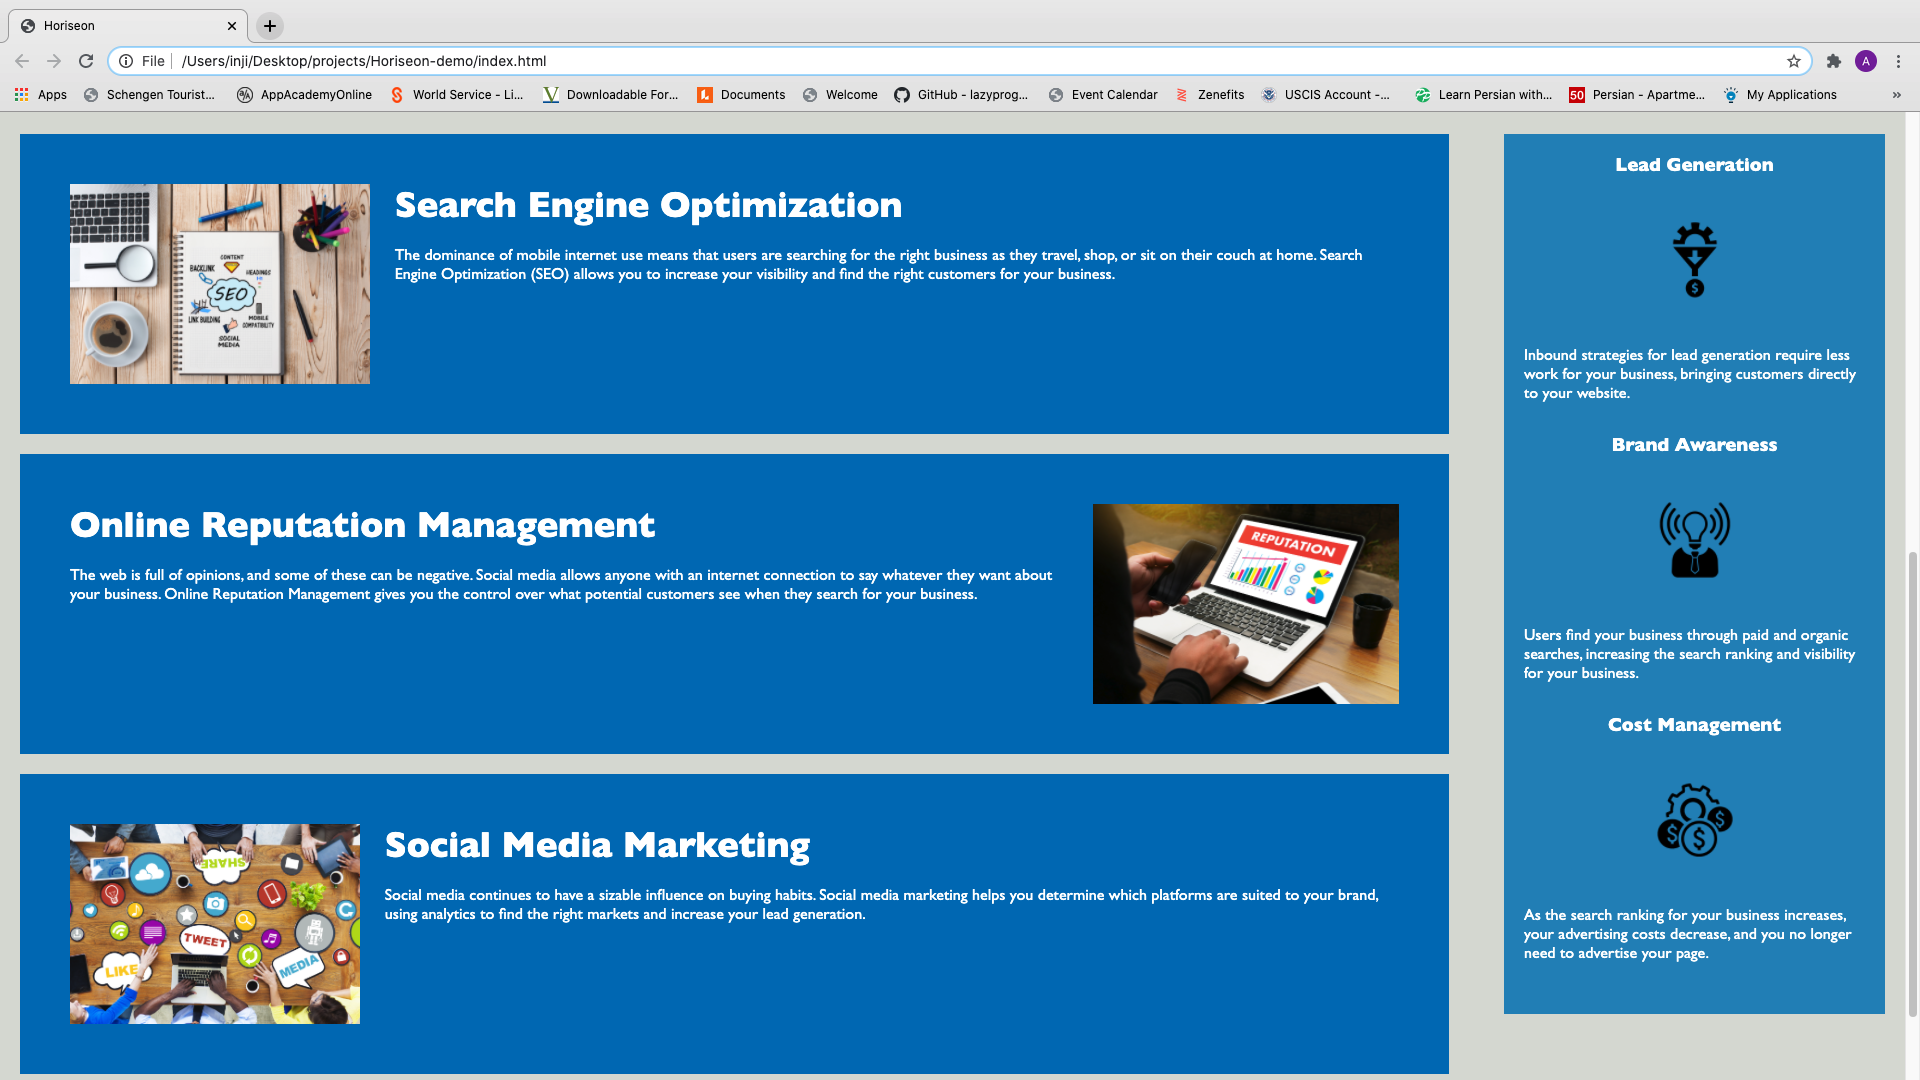 Horiseon
File /Users/inji/Desktop/projects/Horiseon-demo/index.html
A
Apps Schengen Tourist... AppAcademyOnline World Service - Li... Downloadable For... Documents Welcome GitHub - lazyprog... Event Calendar Zenefits USCIS Account -... Learn Persian with... 50 Persian - Apartme... My Applications »
Search Engine Optimization
The dominance of mobile internet use means that users are searching for the right business as they travel, shop, or sit on their couch at home. Search
Engine Optimization (SEO) allows you to increase your visibility and find the right customers for your business.
CONTENT
BACKLINK
HEADINGS
SEO
LINK BUILDING
MOBILE
COMPATIBILITY
SOCIAL
MEDIA
Online Reputation Management
The web is full of opinions, and some of these can be negative. Social media allows anyone with an internet connection to say whatever they want about
your business. Online Reputation Management gives you the control over what potential customers see when they search for your business.
REPUTATION
Social Media Marketing
Social media continues to have a sizable influence on buying habits. Social media marketing helps you determine which platforms are suited to your brand,
using analytics to find the right markets and increase your lead generation.
SHARE
TWEET
LIKE
MEDIA
Lead Generation
$
Inbound strategies for lead generation require less
work for your business, bringing customers directly
to your website.
Brand Awareness
Users find your business through paid and organic
searches, increasing the search ranking and visibility
for your business.
Cost Management
$ $ $
As the search ranking for your business increases,
your advertising costs decrease, and you no longer
need to advertise your page.